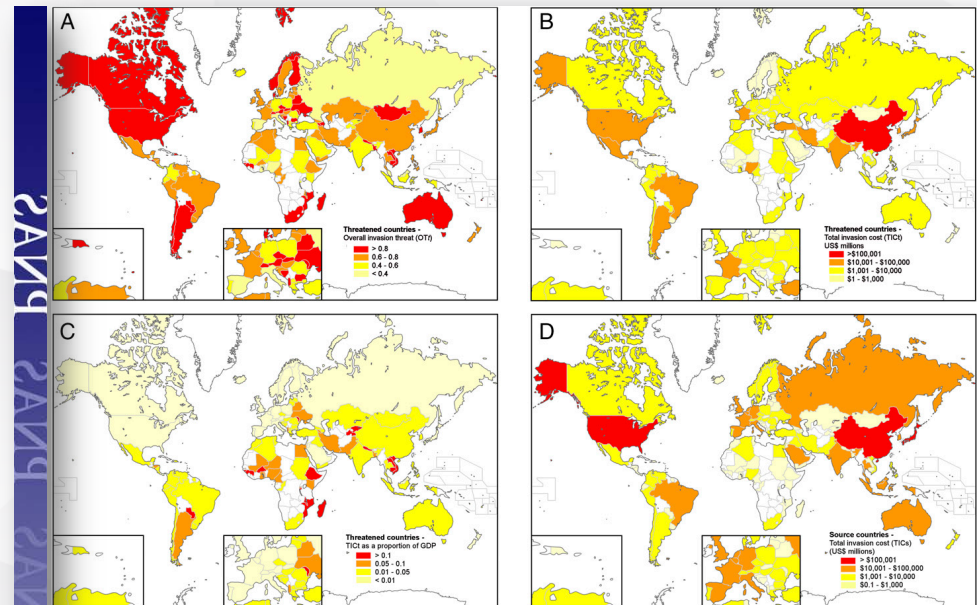 PNAS PNAS PNAS
A
Threatened countries -
Overall invasion threat (OTt)
> 0.8
0.6 - 0.8
0.4 - 0.6
< 0.4
B
Threatened countries -
Total invasion cost (TICt)
US$ millions
>$100,001
$10,001 - $100,000
$1,001 - $10,000
$1 - $1,000
C
Threatened countries -
TICt as a proportion of GDP
> 0.1
0.05 - 0.1
0.01 - 0.05
< 0.01
D
Source countries -
Total invasion cost (TICs)
(US$ millions)
> $100,001
$10,001 - $100,000
$1,001 - $10,000
$0.1 - $1,000